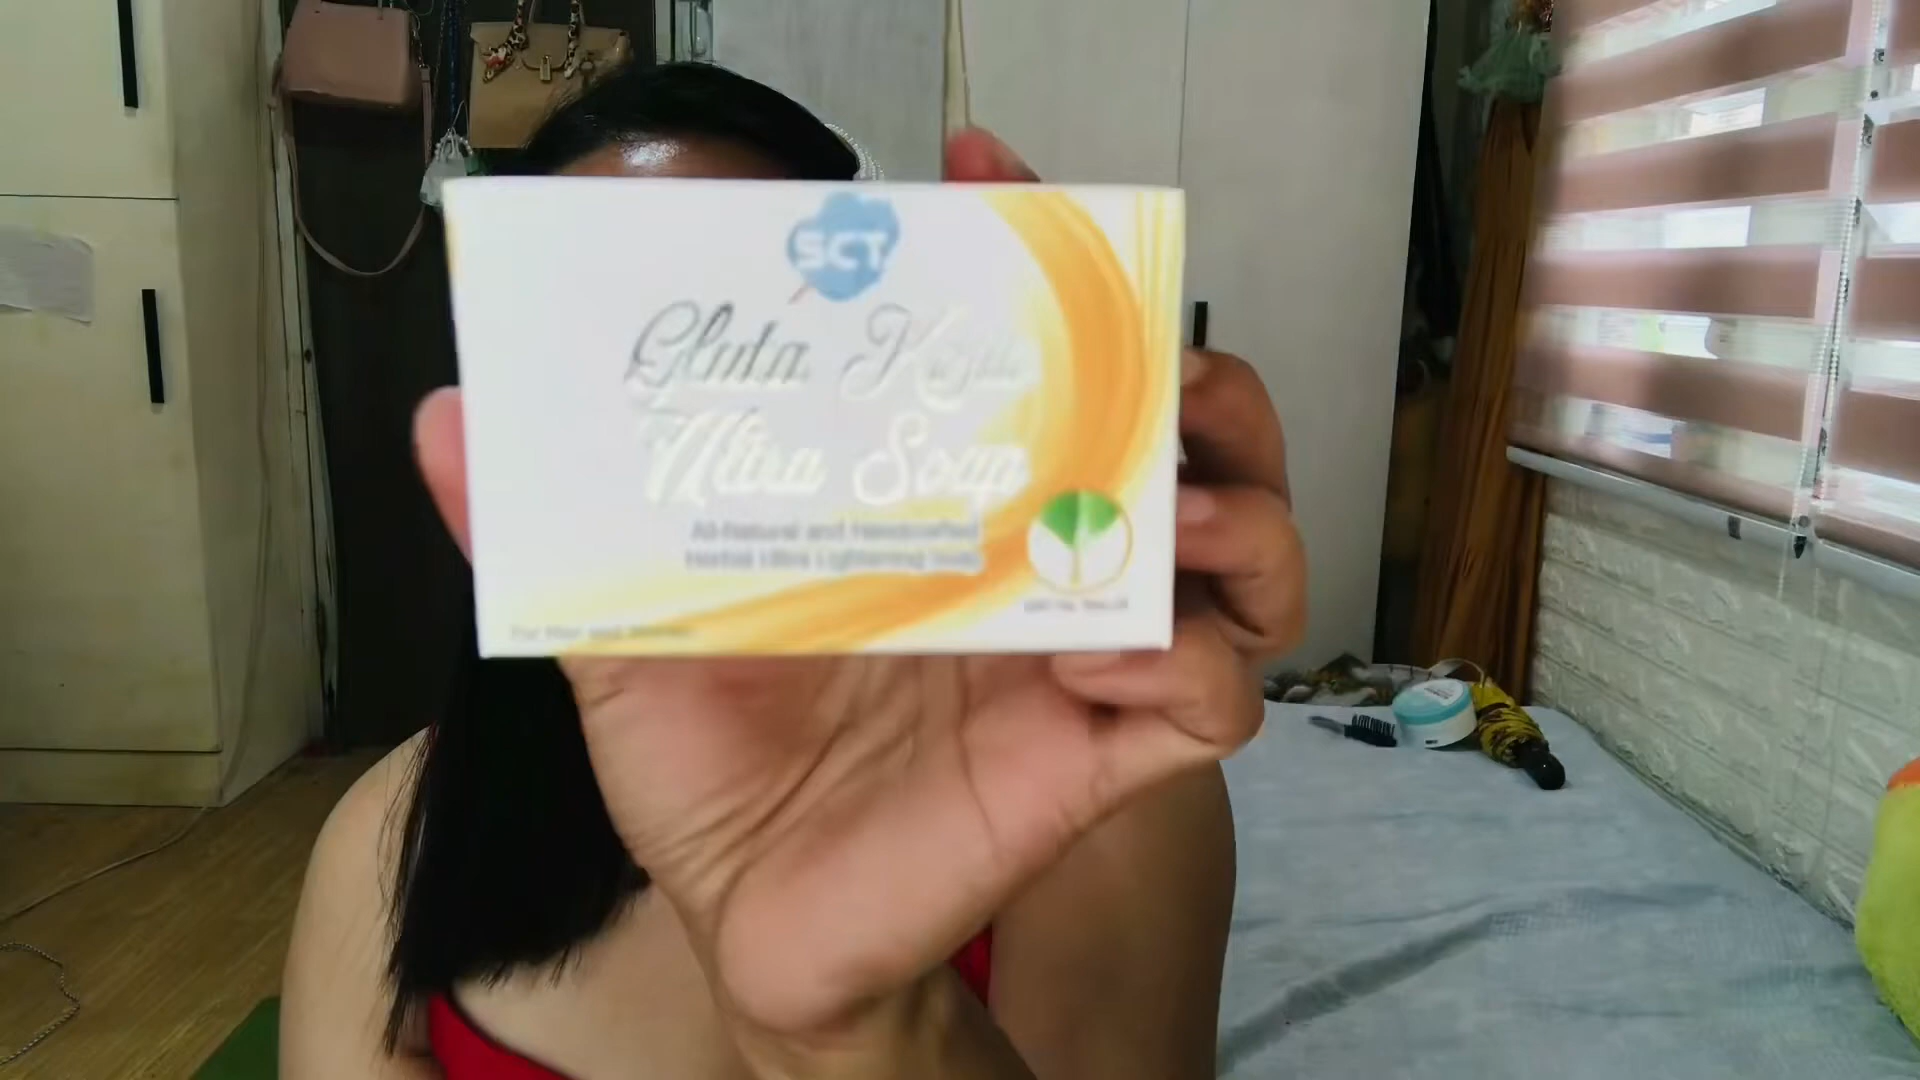 SCT
Gluta Kojic
Ultra Soap
All-Natural and Handcrafted
Herbal Ultra Lightening Soap
For Men and Women